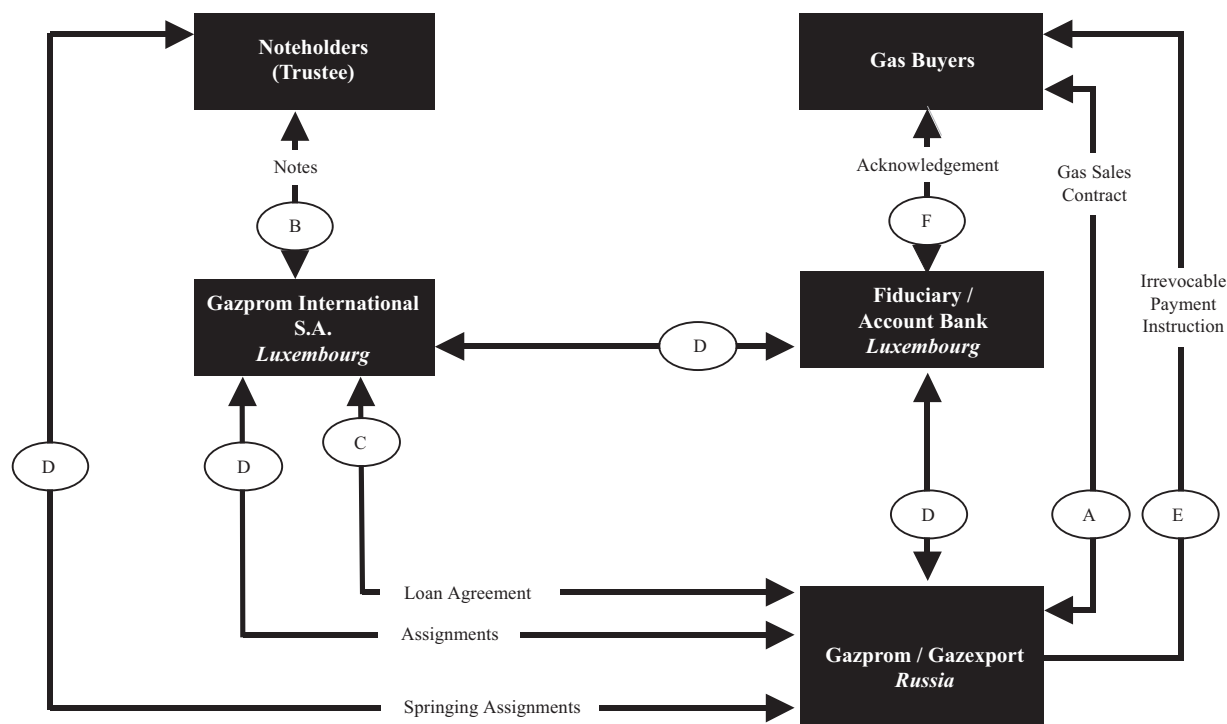 Noteholders
(Trustee)
Gas Buyers
Notes
Acknowledgement
Gas Sales
Contract
B
F
Gazprom International
S.A.
Luxembourg
Fiduciary /
Account Bank
Luxembourg
Irrevocable
Payment
Instruction
D
D
D
C
D
A
E
Loan Agreement
Assignments
Gazprom / Gazexport
Russia
Springing Assignments